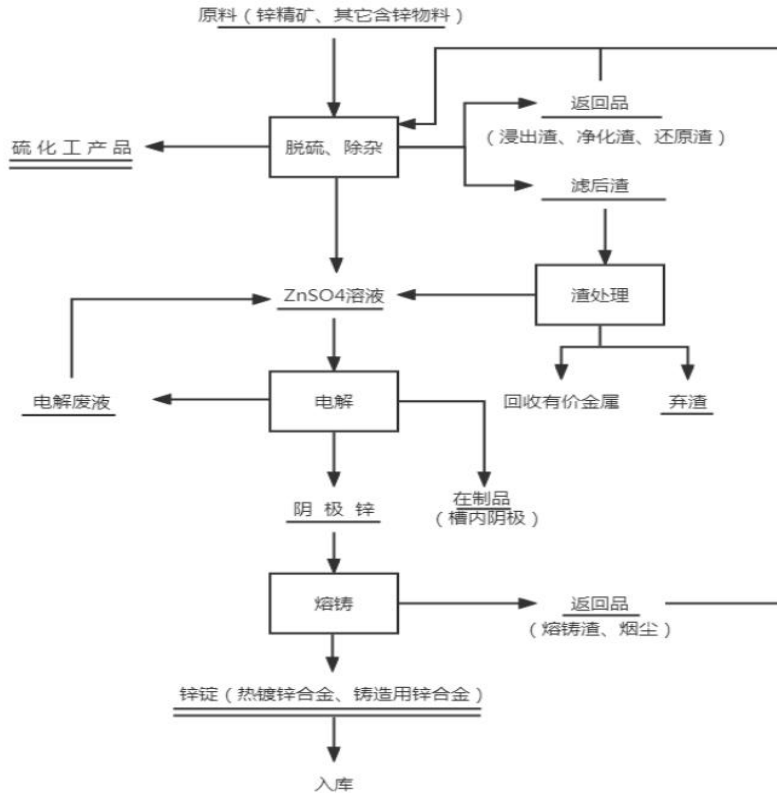 原料（锌精矿、其它含锌物料）
返回品
（浸出渣、净化渣、还原渣）
硫化工产品
脱硫、除杂
滤后渣
ZnSO4溶液
渣处理
电解废液
电解
回收有价金属
弃渣
阴极锌
在制品
（槽内阴极）
熔铸
返回品
（熔铸渣、烟尘）
锌锭（热镀锌合金、铸造用锌合金）
入库